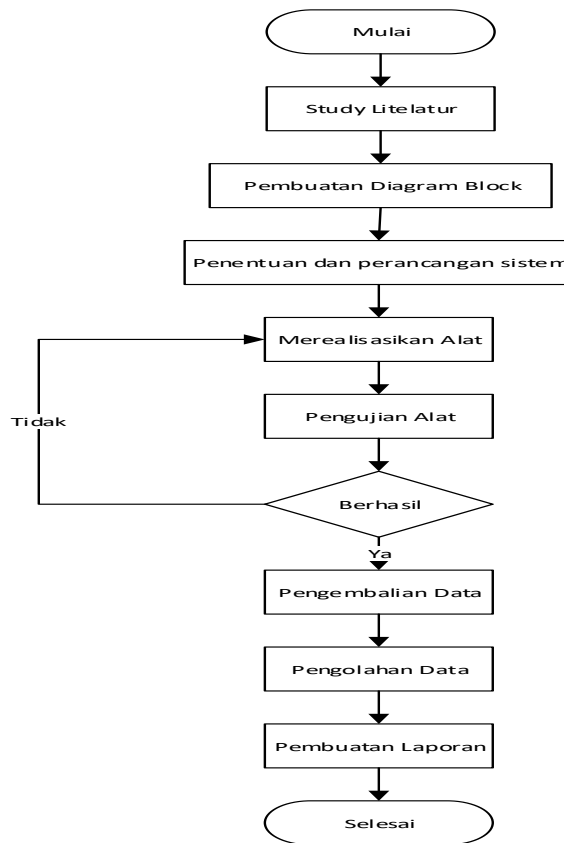 Mulai
Study Litelatur
Pembuatan Diagram Block
Penentuan dan perancangan sistem
Merealisasikan Alat
Pengujian Alat
Tidak
Berhasil
Ya
Pengembalian Data
Pengolahan Data
Pembuatan Laporan
Selesai